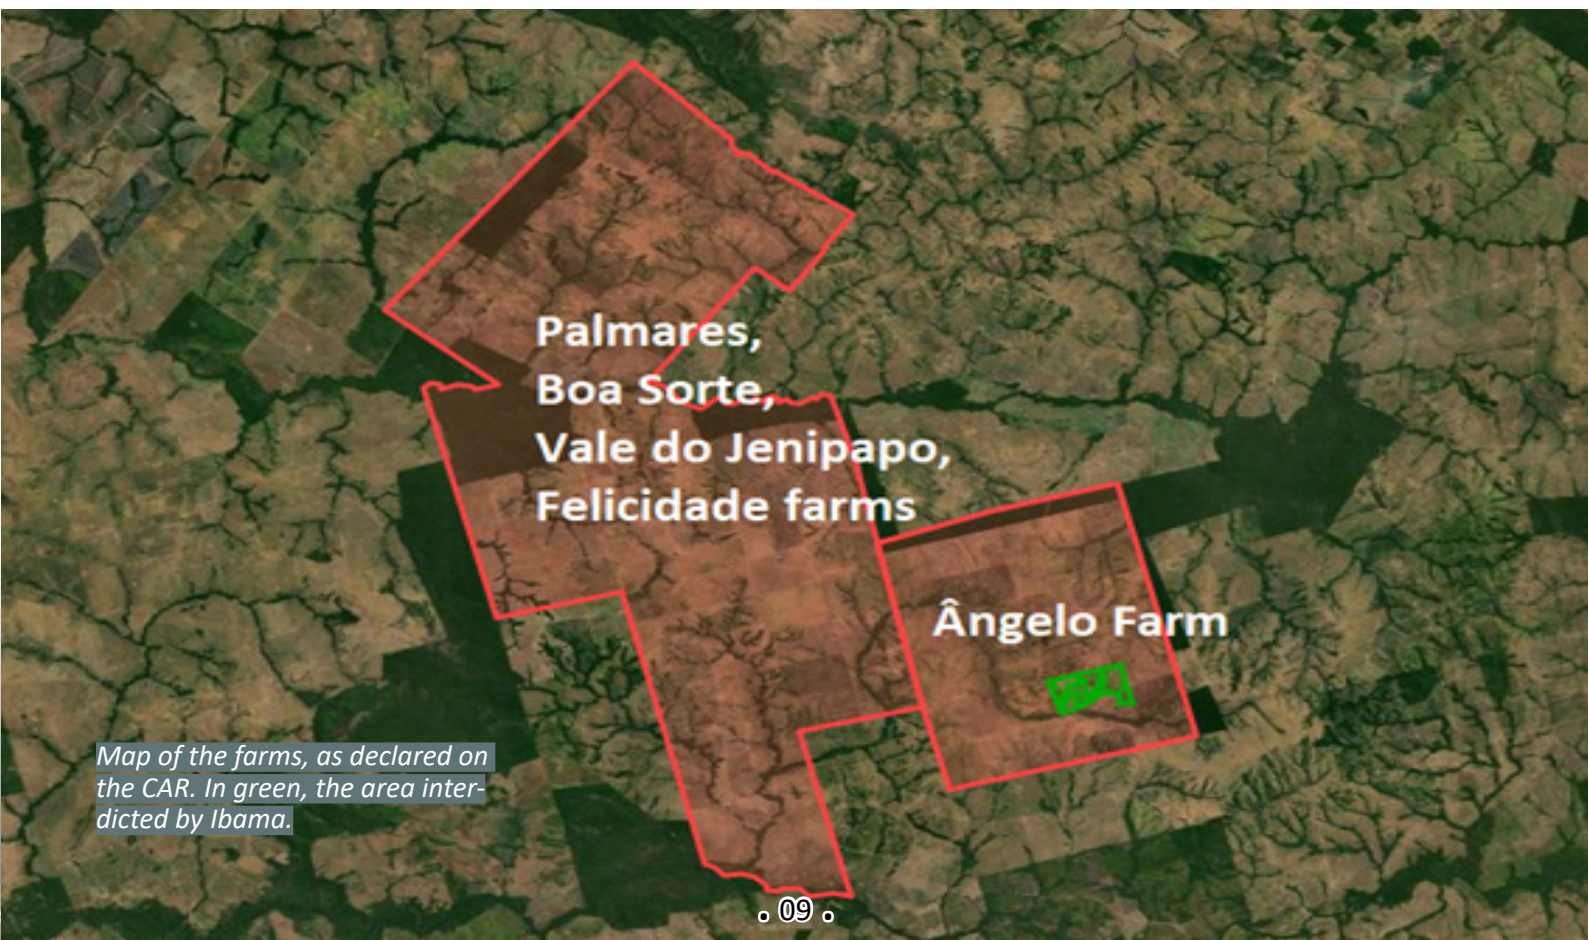 Palmares,
Boa Sorte,
Vale do Jenipapo,
Felicidade farms
Ângelo Farm
Map of the farms, as declared on
the CAR. In green, the area inter-
dicted by Ibama.
. 09 .